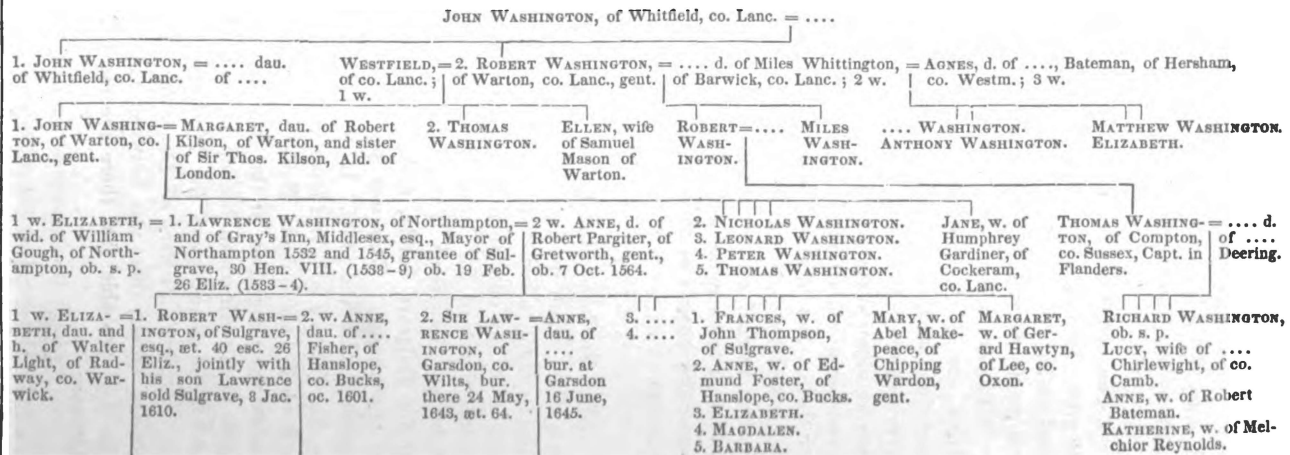 JOHN WASHINGTON, of Whitfield, co. Lanc. = ....
1. JOHN WASHINGTON, = .... dau.
of Whitfield, co. Lanc. of ....
WESTFIELD, = 2. ROBERT WASHINGTON, = .... d. of Miles Whittington, = AGNES, d. of ...., Bateman, of Hersham,
of co. Lanc.; of Warton, co. Lanc., gent. of Barwick, co. Lanc.; 2 w. co. Westm.; 3 w.
1 w.
1. JOHN WASHING- = MARGARET, dau. of Robert
TON, of Warton, co. Kilson, of Warton, and sister
Lanc., gent. of Sir Thos. Kilson, Ald. of
London.
2. THOMAS
WASHINGTON.
ELLEN, wife
of Samuel
Mason of
Warton.
ROBERT = ....
WASH-
INGTON.
MILES
WASH-
INGTON.
.... WASHINGTON.
ANTHONY WASHINGTON.
MATTHEW WASHINGTON.
ELIZABETH.
1 w. ELIZABETH, = 1. LAWRENCE WASHINGTON, of Northampton, = 2 w. ANNE, d. of
wid. of William and of Gray's Inn, Middlesex, esq., Mayor of Robert Pargiter, of
Gough, of North- Northampton 1532 and 1545, grantee of Sul- Gretworth, gent.,
ampton, ob. s. p. grave, 30 Hen. VIII. (1538-9) ob. 19 Feb. ob. 7 Oct. 1564.
26 Eliz. (1583-4).
2. NICHOLAS WASHINGTON.
3. LEONARD WASHINGTON.
4. PETER WASHINGTON.
5. THOMAS WASHINGTON.
JANE, w. of
Humphrey
Gardiner, of
Cockeram,
co. Lanc.
THOMAS WASHING- = .... d.
TON, of Compton, of ....
co. Sussex, Capt. in Deering.
Flanders.
1 w. ELIZA- = 1. ROBERT WASH- = 2. w. ANNE,
BETH, dau. and INGTON, of Sulgrave, dau. of ....
h. of Walter esq., æt. 40 esc. 26 Fisher, of
Light, of Rad- Eliz., jointly with Hanslope,
way, co. War- his son Lawrence co. Bucks,
wick. sold Sulgrave, 8 Jac. oc. 1601.
1610.
2. SIR LAW- = ANNE,
RENCE WASH- dau. of
INGTON, of ....
Garsdon, co. bur. at
Wilts, bur. Garsdon
there 24 May, 16 June,
1643, æt. 64. 1645.
3. ....
4. ....
1. FRANCES, w. of
John Thompson,
of Sulgrave.
2. ANNE, w. of Ed-
mund Foster, of
Hanslope, co. Bucks.
3. ELIZABETH.
4. MAGDALEN.
5. BARBARA.
MARY, w. of
Abel Make-
peace, of
Chipping
Wardon,
gent.
MARGARET,
w. of Ger-
ard Hawtyn,
of Lee, co.
Oxon.
RICHARD WASHINGTON,
ob. s. p.
LUCY, wife of ....
Chirlewight, of co.
Camb.
ANNE, w. of Robert
Bateman.
KATHERINE, w. of Mel-
chior Reynolds.